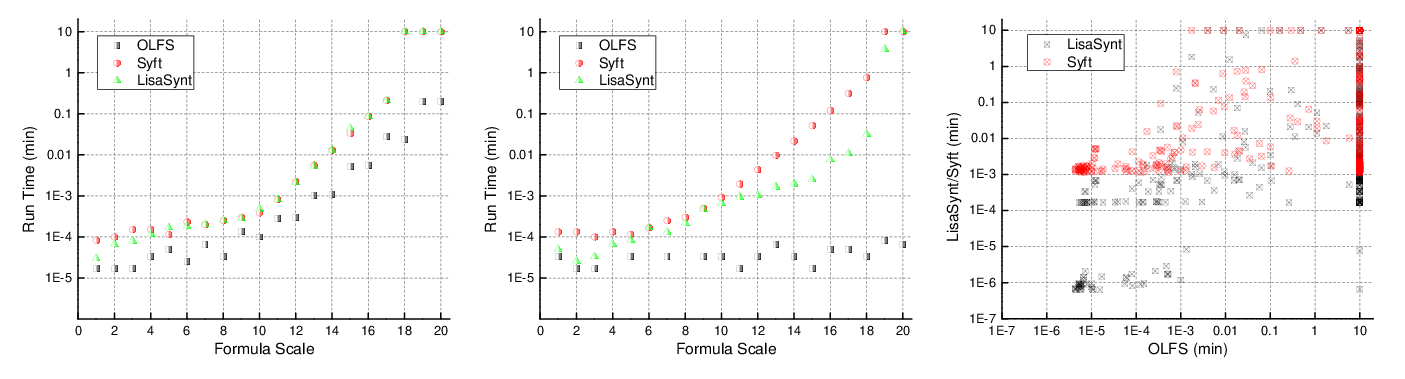 OLFS
Syft
LisaSynt
10
1
0.1
0.01
1E-3
1E-4
1E-5
Run Time (min)
0 2 4 6 8 10 12 14 16 18 20
Formula Scale
OLFS
Syft
LisaSynt
10
1
0.1
0.01
1E-3
1E-4
1E-5
Run Time (min)
0 2 4 6 8 10 12 14 16 18 20
Formula Scale
LisaSynt
Syft
10
1
0.1
0.01
1E-3
1E-4
1E-5
1E-6
1E-7
LisaSynt/Syft (min)
1E-7 1E-6 1E-5 1E-4 1E-3 0.01 0.1 1 10
OLFS (min)